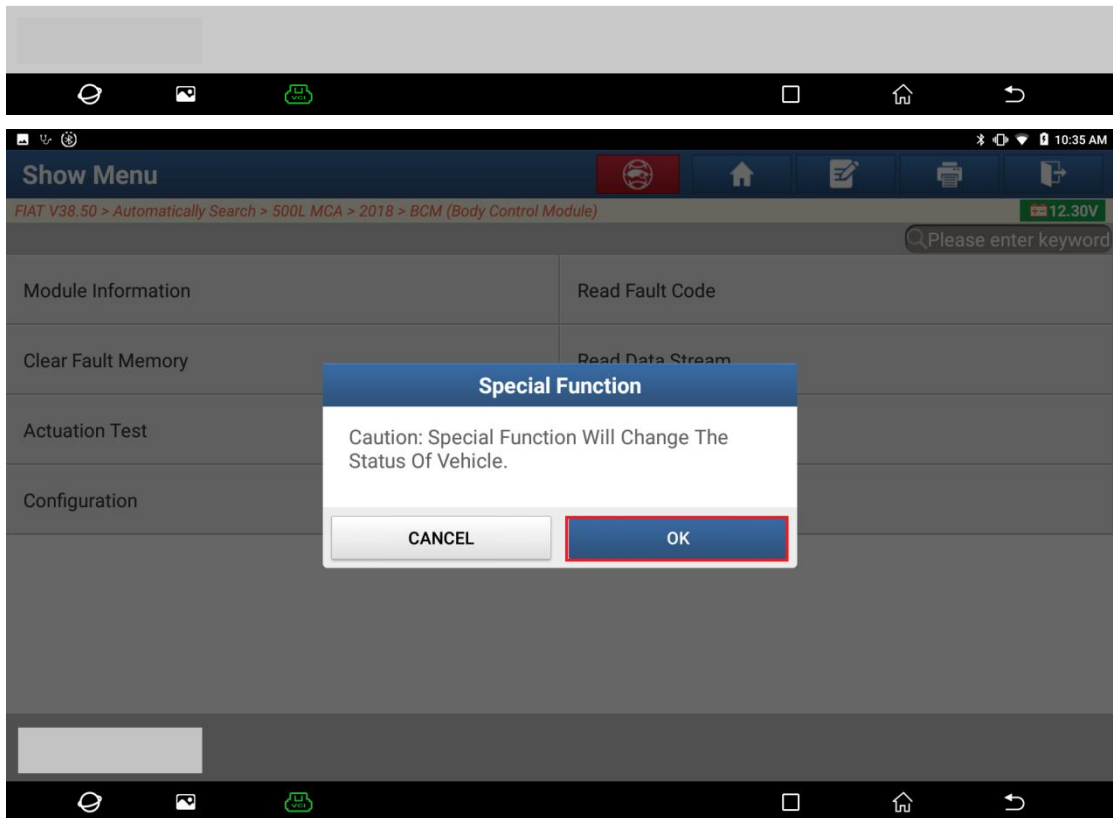 VCI
10:35 AM
Show Menu
FIAT V38.50 > Automatically Search > 500L MCA > 2018 > BCM (Body Control Module)
12.30V
Please enter keyword
Module Information
Read Fault Code
Clear Fault Memory
Read Data Stream
Special Function
Actuation Test
Caution: Special Function Will Change The
Status Of Vehicle.
Configuration
CANCEL
OK
VCI